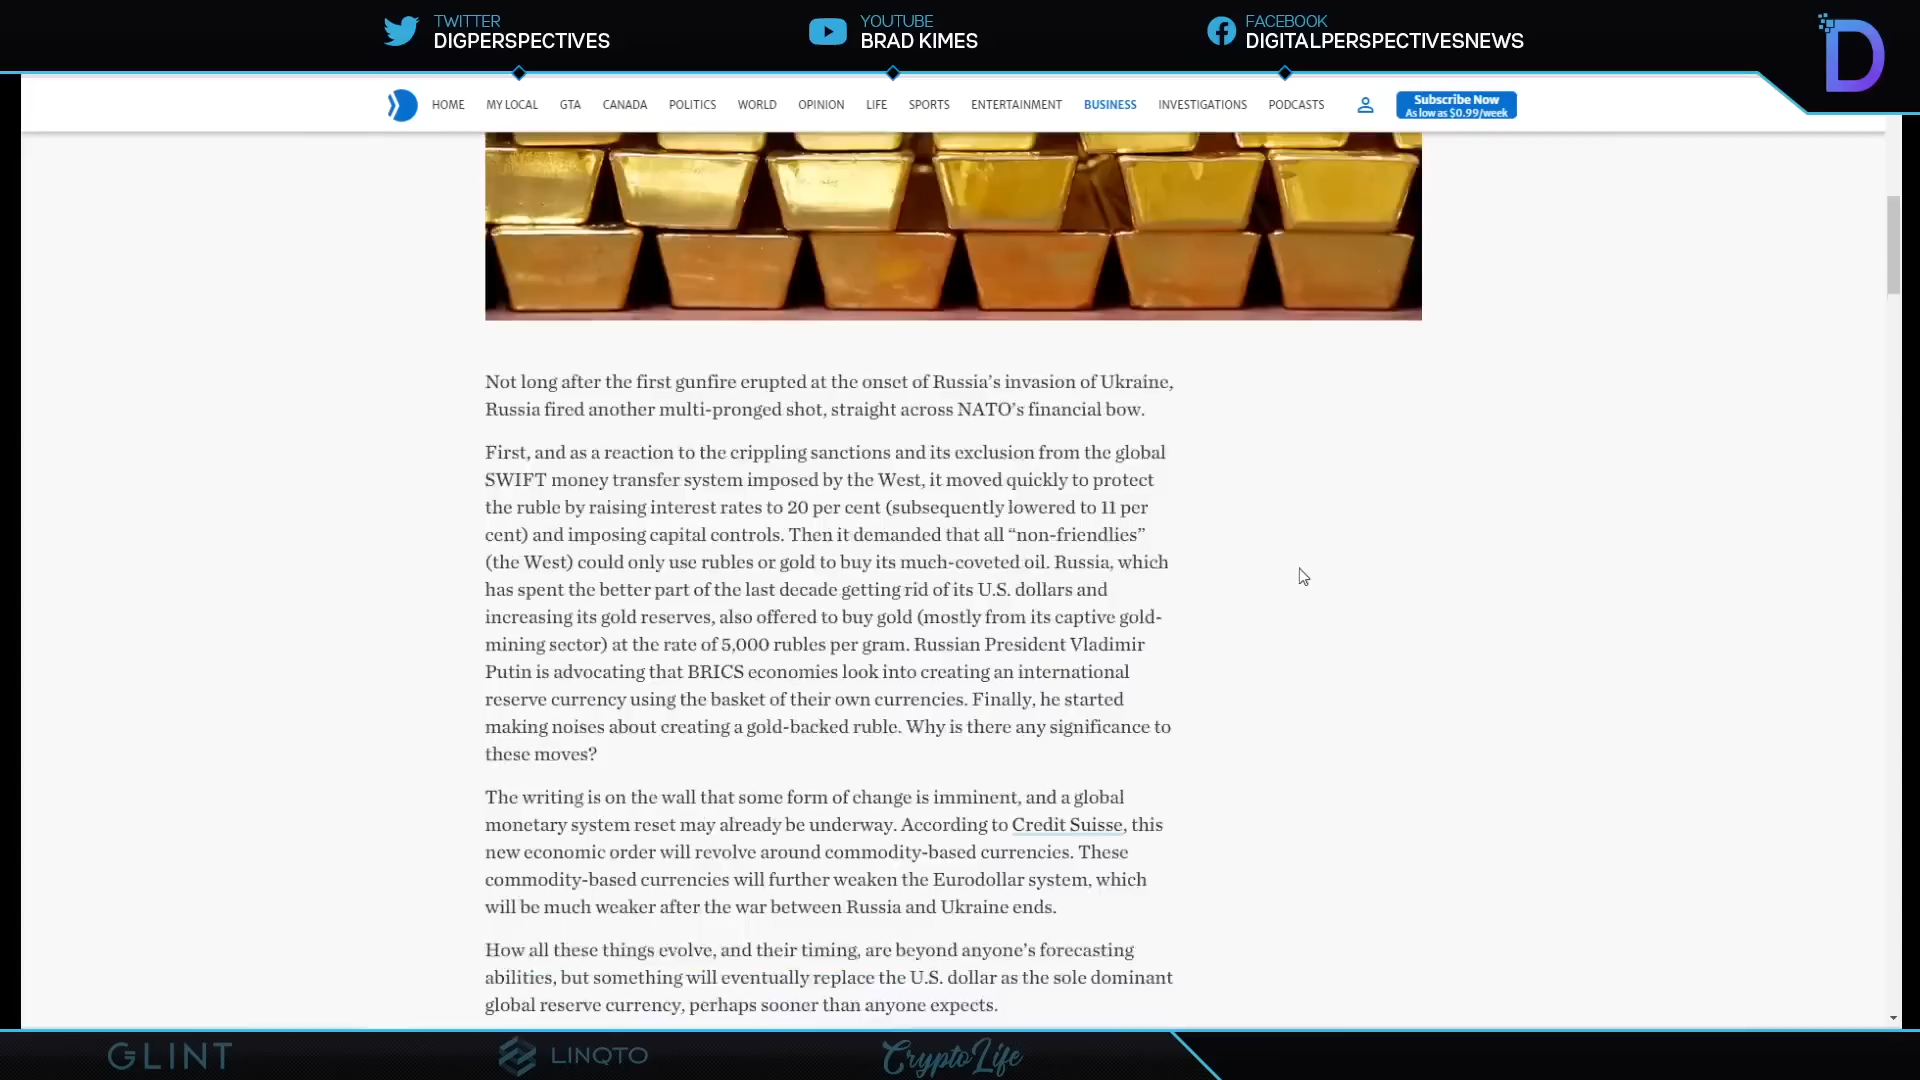 TWITTER
DIGPERSPECTIVES
YOUTUBE
BRAD KIMES
FACEBOOK
DIGITALPERSPECTIVESNEWS
D
HOME MY LOCAL GTA CANADA POLITICS WORLD OPINION LIFE SPORTS ENTERTAINMENT BUSINESS INVESTIGATIONS PODCASTS
Subscribe Now
As low as $0.99/week
Not long after the first gunfire erupted at the onset of Russia’s invasion of Ukraine,
Russia fired another multi-pronged shot, straight across NATO’s financial bow.
First, and as a reaction to the crippling sanctions and its exclusion from the global
SWIFT money transfer system imposed by the West, it moved quickly to protect
the ruble by raising interest rates to 20 per cent (subsequently lowered to 11 per
cent) and imposing capital controls. Then it demanded that all “non-friendlies”
(the West) could only use rubles or gold to buy its much-coveted oil. Russia, which
has spent the better part of the last decade getting rid of its U.S. dollars and
increasing its gold reserves, also offered to buy gold (mostly from its captive gold-
mining sector) at the rate of 5,000 rubles per gram. Russian President Vladimir
Putin is advocating that BRICS economies look into creating an international
reserve currency using the basket of their own currencies. Finally, he started
making noises about creating a gold-backed ruble. Why is there any significance to
these moves?
The writing is on the wall that some form of change is imminent, and a global
monetary system reset may already be underway. According to Credit Suisse, this
new economic order will revolve around commodity-based currencies. These
commodity-based currencies will further weaken the Eurodollar system, which
will be much weaker after the war between Russia and Ukraine ends.
How all these things evolve, and their timing, are beyond anyone’s forecasting
abilities, but something will eventually replace the U.S. dollar as the sole dominant
global reserve currency, perhaps sooner than anyone expects.
GLINT
LINQTO
CryptoLife